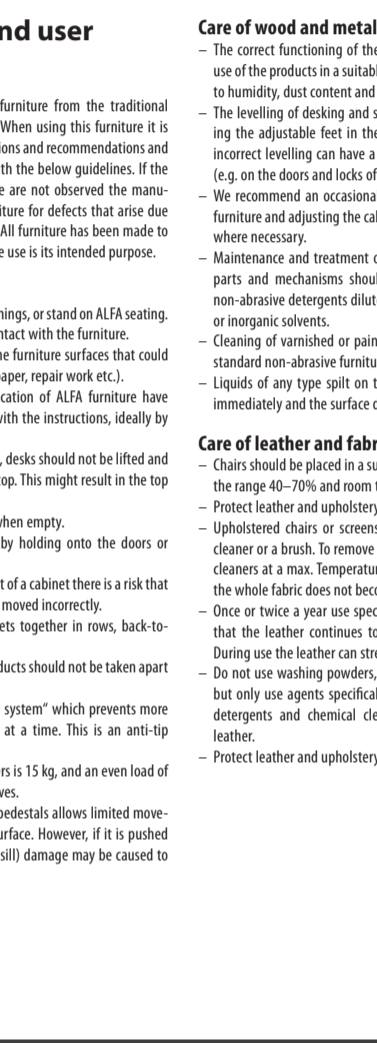 nd user
furniture from the traditional
When using this furniture it is
ions and recommendations and
th the below guidelines. If the
e are not observed the manu-
iture for defects that arise due
All furniture has been made to
e use is its intended purpose.
nings, or stand on ALFA seating.
ntact with the furniture.
he furniture surfaces that could
paper, repair work etc.).
cation of ALFA furniture have
with the instructions, ideally by
, desks should not be lifted and
top. This might result in the top
when empty.
by holding onto the doors or
t of a cabinet there is a risk that
moved incorrectly.
ets together in rows, back-to-
ducts should not be taken apart
system“ which prevents more
at a time. This is an anti-tip
rs is 15 kg, and an even load of
ves.
pedestals allows limited move-
urface. However, if it is pushed
sill) damage may be caused to
Care of wood and metal
– The correct functioning of the
use of the products in a suitab
to humidity, dust content and
– The levelling of desking and s
ing the adjustable feet in the
incorrect levelling can have a
(e.g. on the doors and locks of
– We recommend an occasiona
furniture and adjusting the ca
where necessary.
– Maintenance and treatment o
parts and mechanisms shoul
non-abrasive detergents dilut
or inorganic solvents.
– Cleaning of varnished or pain
standard non-abrasive furnitu
– Liquids of any type spilt on t
immediately and the surface d
Care of leather and fabr
– Chairs should be placed in a su
the range 40–70% and room t
– Protect leather and upholstery
– Upholstered chairs or screens
cleaner or a brush. To remove
cleaners at a max. Temperatur
the whole fabric does not beco
– Once or twice a year use spec
that the leather continues to
During use the leather can stre
– Do not use washing powders,
but only use agents specifical
detergents and chemical cle
leather.
– Protect leather and upholstery